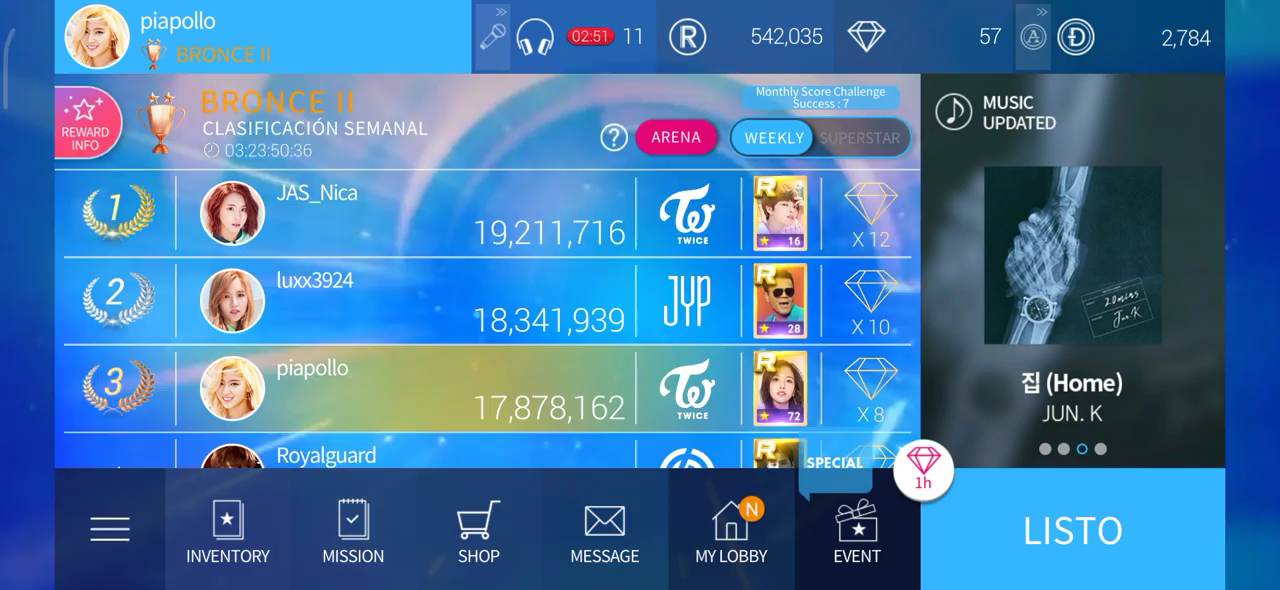 piapollo
BRONCE II
02:51 11
R 542,035
57
A Đ 2,784
REWARD
INFO
BRONCE II
CLASIFICACIÓN SEMANAL
03:23:50:36
Monthly Score Challenge
Success : 7
? ARENA WEEKLY SUPERSTAR
1 JAS_Nica 19,211,716 TWICE R 16 X 12
2 luxx3924 18,341,939 JYP R 28 X 10
3 piapollo 17,878,162 TWICE R 72 X 8
Royalguard R
SPECIAL
1h
MUSIC
UPDATED
20mins
Jun.K
집 (Home)
JUN. K
INVENTORY
MISSION
SHOP
MESSAGE
N
MY LOBBY
EVENT
LISTO